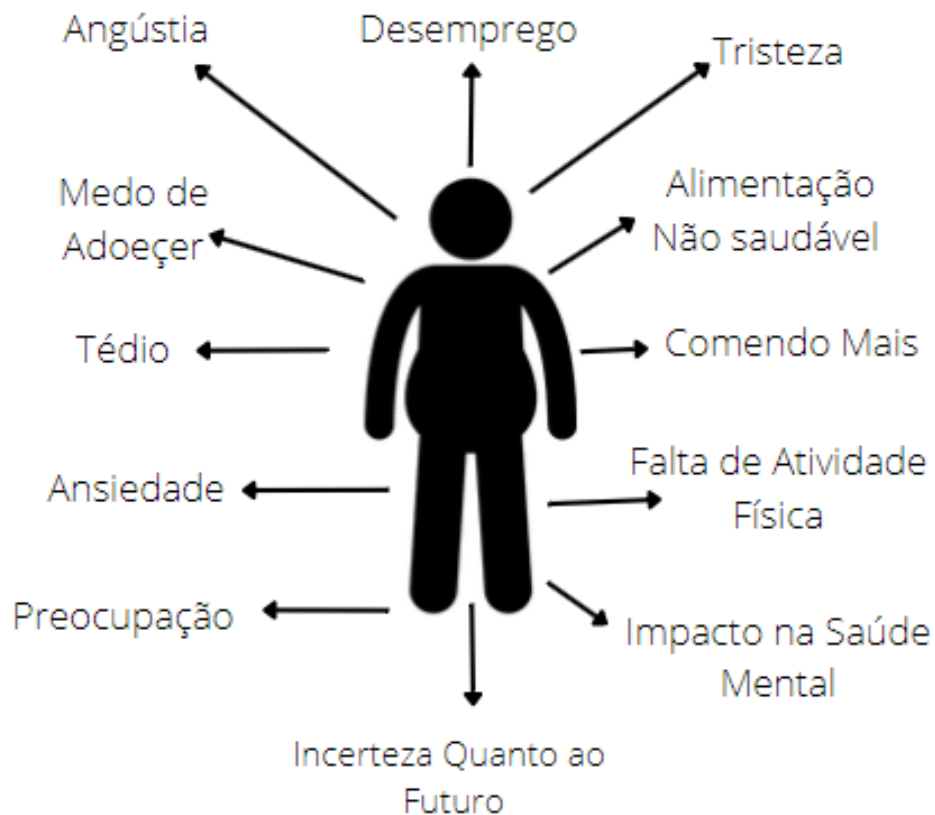 Angústia
Desemprego
Tristeza
Medo de
Adoeçer
Alimentação
Não saudável
Tédio
Comendo Mais
Ansiedade
Falta de Atividade
Física
Preocupação
Impacto na Saúde
Mental
Incerteza Quanto ao
Futuro